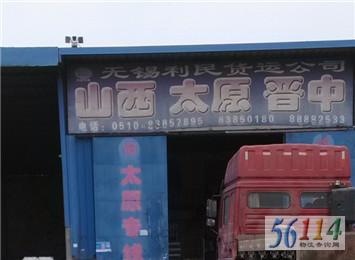 无锡利民货运公司
山西 太原 晋中
电话：0510-83857895 83850180 88882533
太原专线
56114
物流查询网